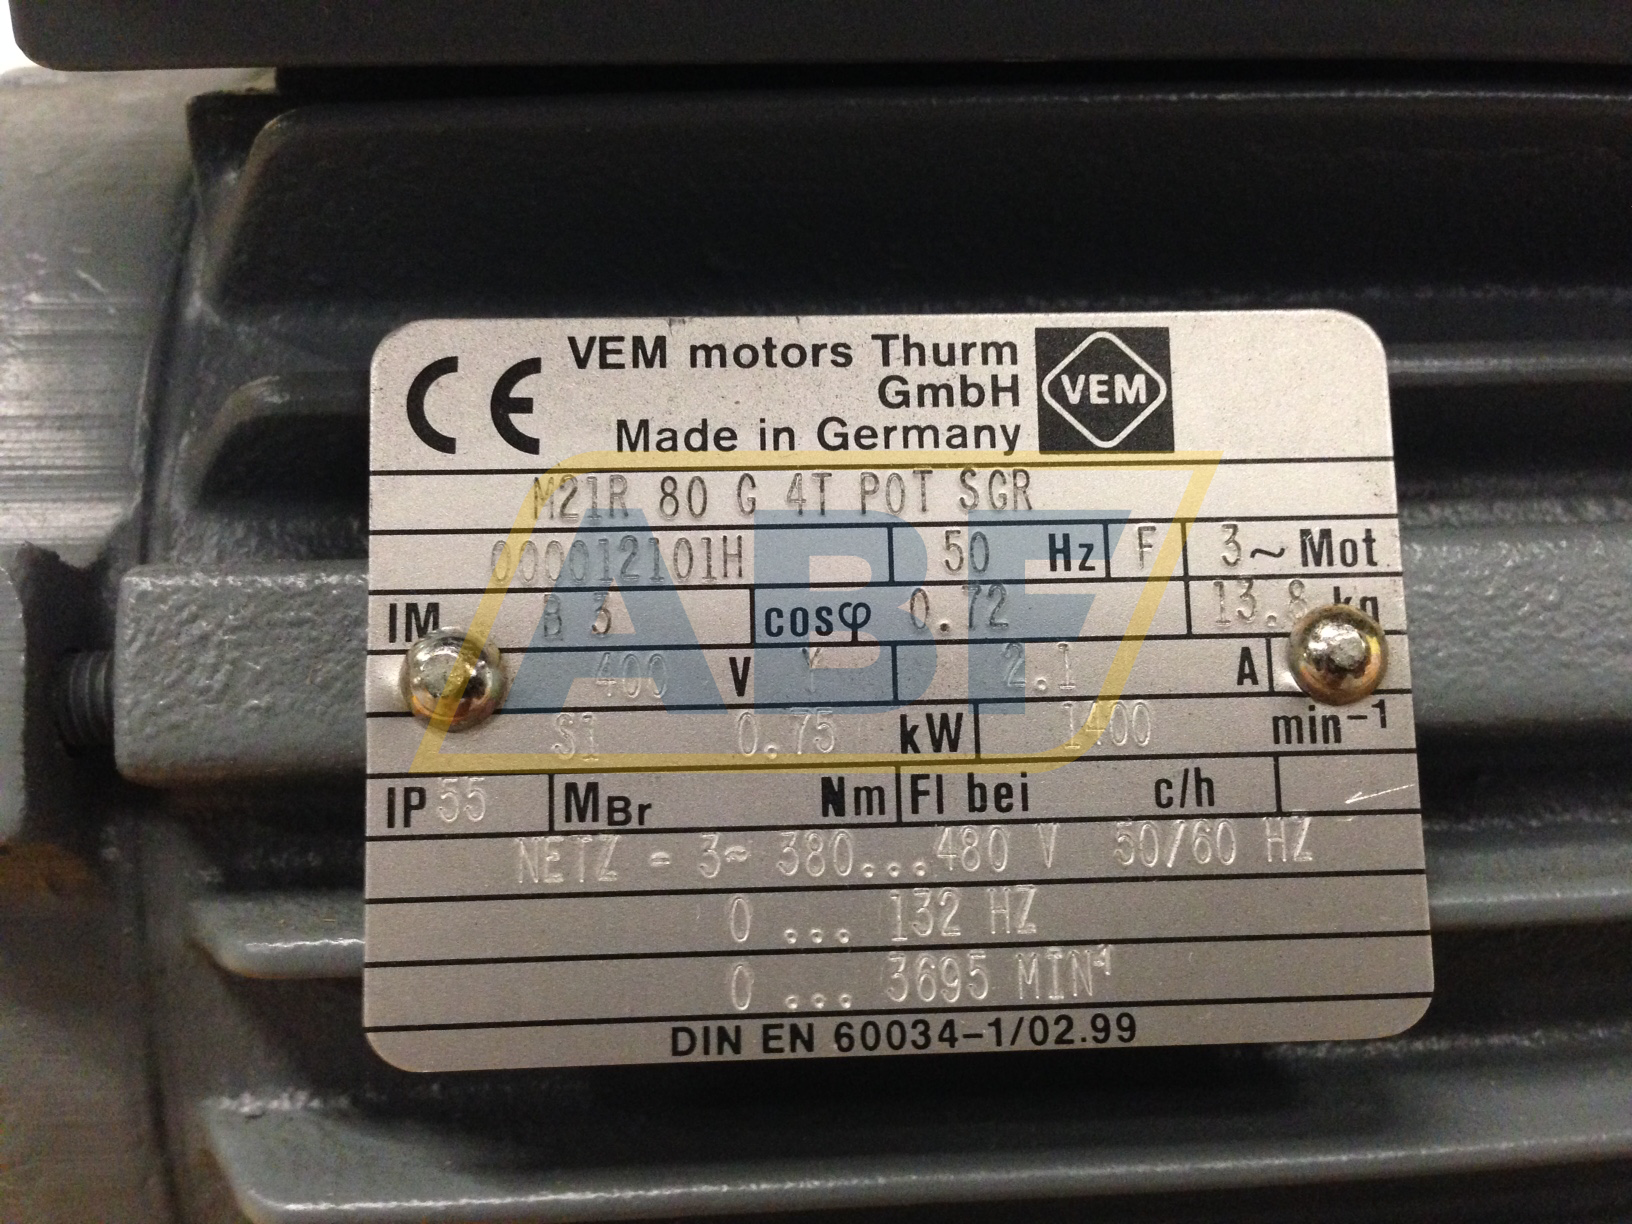 CE VEM motors Thurm
GmbH VEM
Made in Germany
M21R 80 G 4T POT SGR
000012101H 50 Hz F 3~ Mot
IM B 3 cosφ 0.72 13.8 kg
400 V Y 2.1 A
S1 0.75 kW 1400 min-1
IP 55 MBr Nm Fl bei c/h
NETZ = 3~ 380...480 V 50/60 HZ
0 ... 132 HZ
0 ... 3695 MIN-1
DIN EN 60034-1/02.99
ABF